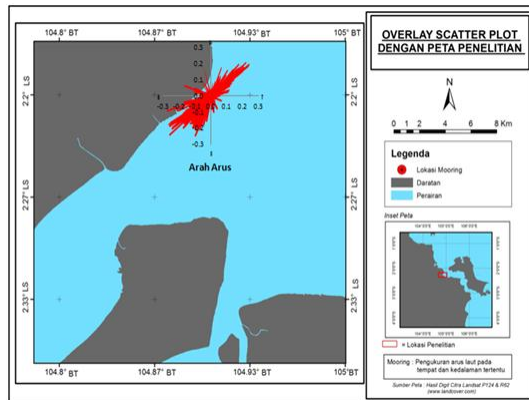 104.8° BT
104.87° BT
104.93° BT
105° BT
2.2° LS
2.27° LS
2.33° LS
0.3
0.2
0.1
-0.3
-0.2
-0.1
0.1
0.2
0.3
-0.3
Arah Arus
104.8° BT
104.87° BT
104.93° BT
105° BT
2.2° LS
2.27° LS
2.33° LS
OVERLAY SCATTER PLOT
DENGAN PETA PENELITIAN
N
0 1 2 4 6 8 Km
Legenda
Lokasi Mooring
Daratan
Perairan
Inset Peta
= Lokasi Penelitian
Mooring : Pengukuran arus laut pada
tempat dan kedalaman tertentu
Sumber Peta : Hasil Digit Citra Landsat P124 & R62
(www.landcover.com)